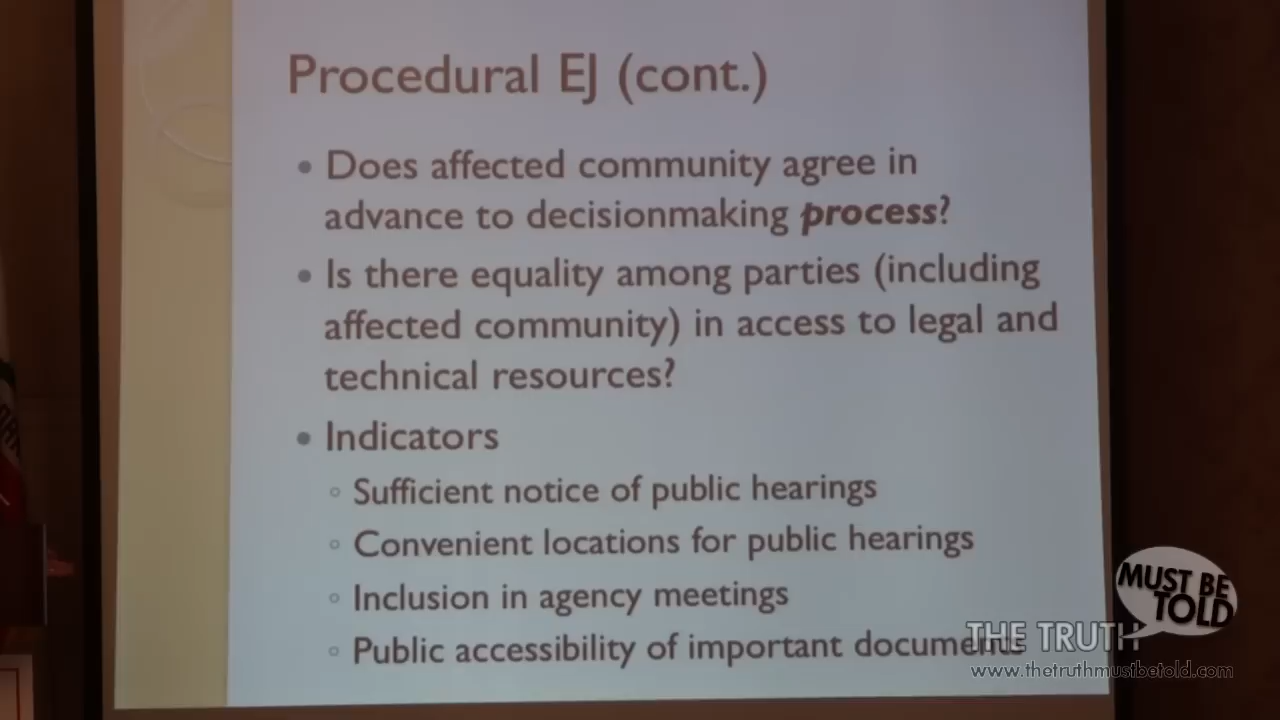 Procedural EJ (cont.)
• Does affected community agree in
advance to decisionmaking process?
• Is there equality among parties (including
affected community) in access to legal and
technical resources?
• Indicators
◦ Sufficient notice of public hearings
◦ Convenient locations for public hearings
◦ Inclusion in agency meetings
◦ Public accessibility of important documents
MUST BE
TOLD
THE TRUTH
www.thetruthmustbetold.com